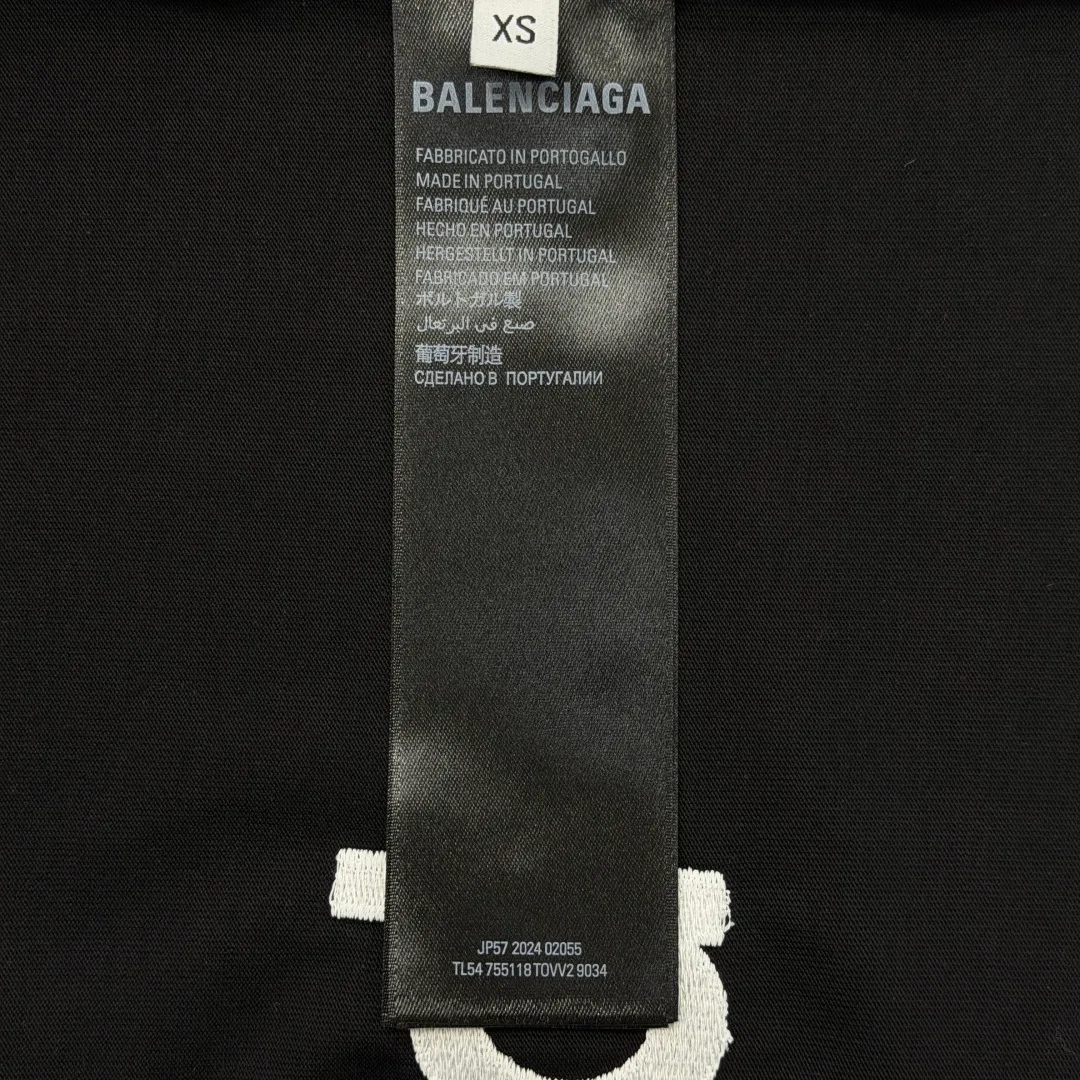 XS
BALENCIAGA
FABBRICATO IN PORTOGALLO
MADE IN PORTUGAL
FABRIQUÉ AU PORTUGAL
HECHO EN PORTUGAL
HERGESTELLT IN PORTUGAL
FABRICADO EM PORTUGAL
ポルトガル製
صنع في البرتغال
葡萄牙制造
СДЕЛАНО В ПОРТУГАЛИИ
JP57 2024 02055
TL54 755118TOVV2 9034